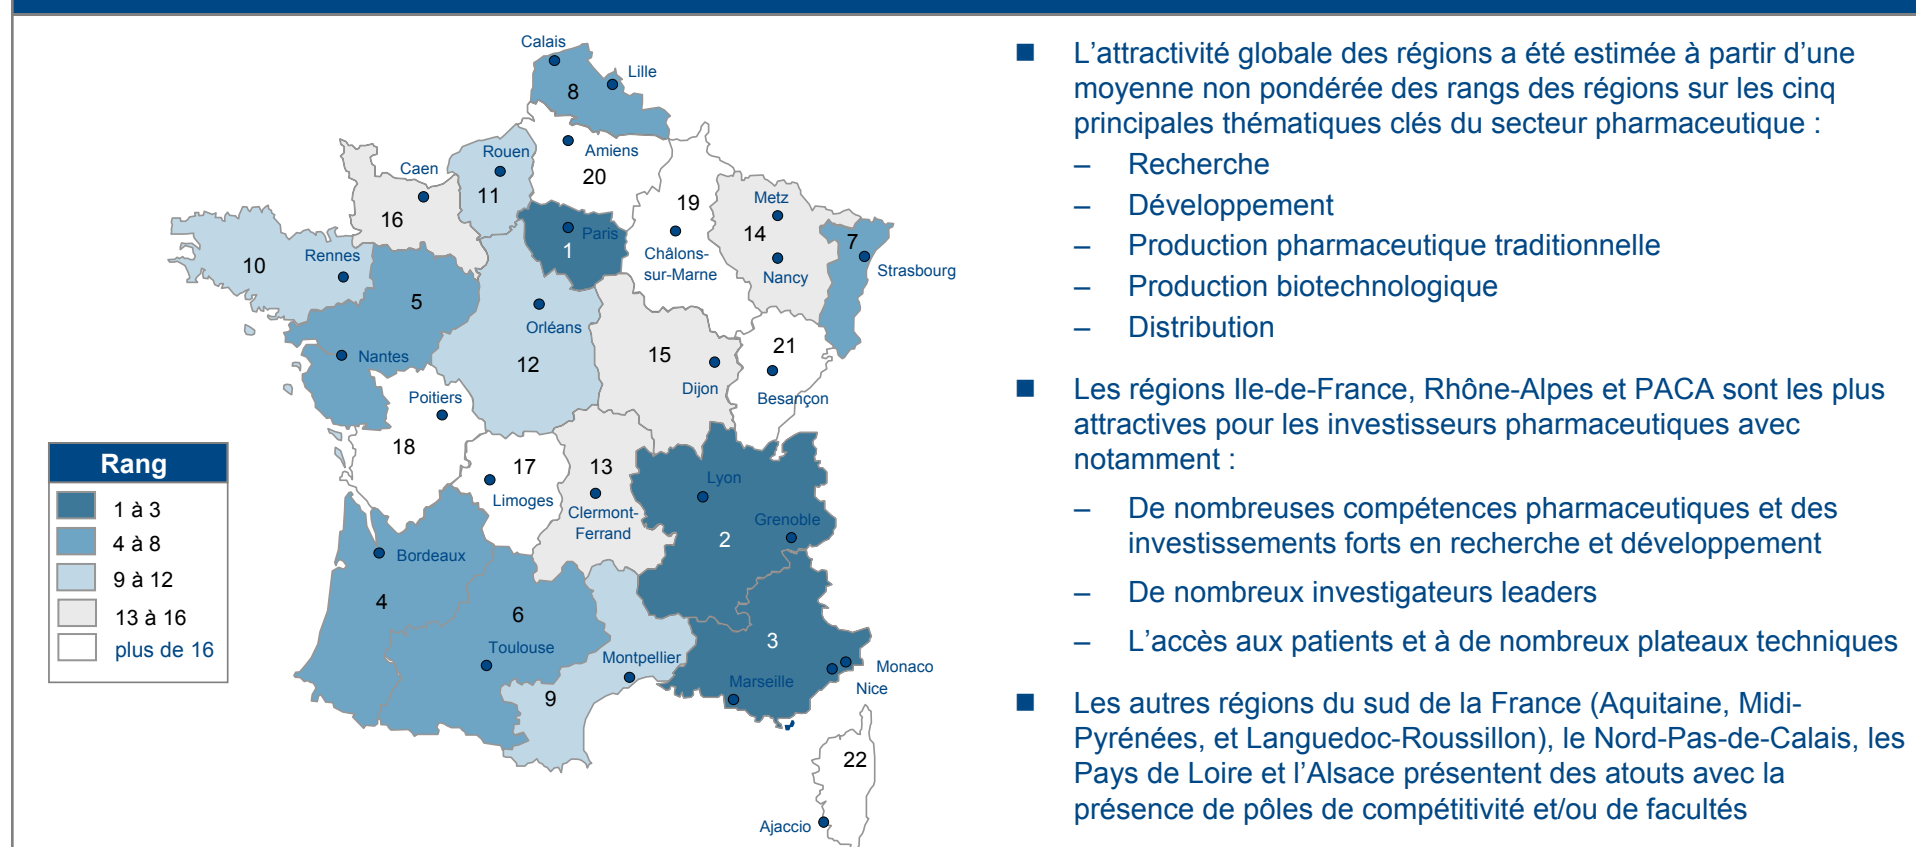 Calais
Lille
8
Rouen
Amiens
Caen
20
11
19
Metz
16
Paris
14
7
1
Châlons-
sur-Marne
10
Rennes
Nancy
Strasbourg
5
Orléans
15
21
Nantes
12
Dijon
Besançon
Poitiers
18
17
13
Limoges
Clermont-
Ferrand
Lyon
Grenoble
2
Bordeaux
4
6
3
Toulouse
Montpellier
Monaco
Marseille
Nice
9
22
Ajaccio
Rang
1 à 3
4 à 8
9 à 12
13 à 16
plus de 16
■ L’attractivité globale des régions a été estimée à partir d’une
moyenne non pondérée des rangs des régions sur les cinq
principales thématiques clés du secteur pharmaceutique :
– Recherche
– Développement
– Production pharmaceutique traditionnelle
– Production biotechnologique
– Distribution
■ Les régions Ile-de-France, Rhône-Alpes et PACA sont les plus
attractives pour les investisseurs pharmaceutiques avec
notamment :
– De nombreuses compétences pharmaceutiques et des
investissements forts en recherche et développement
– De nombreux investigateurs leaders
– L’accès aux patients et à de nombreux plateaux techniques
■ Les autres régions du sud de la France (Aquitaine, Midi-
Pyrénées, et Languedoc-Roussillon), le Nord-Pas-de-Calais, les
Pays de Loire et l’Alsace présentent des atouts avec la
présence de pôles de compétitivité et/ou de facultés